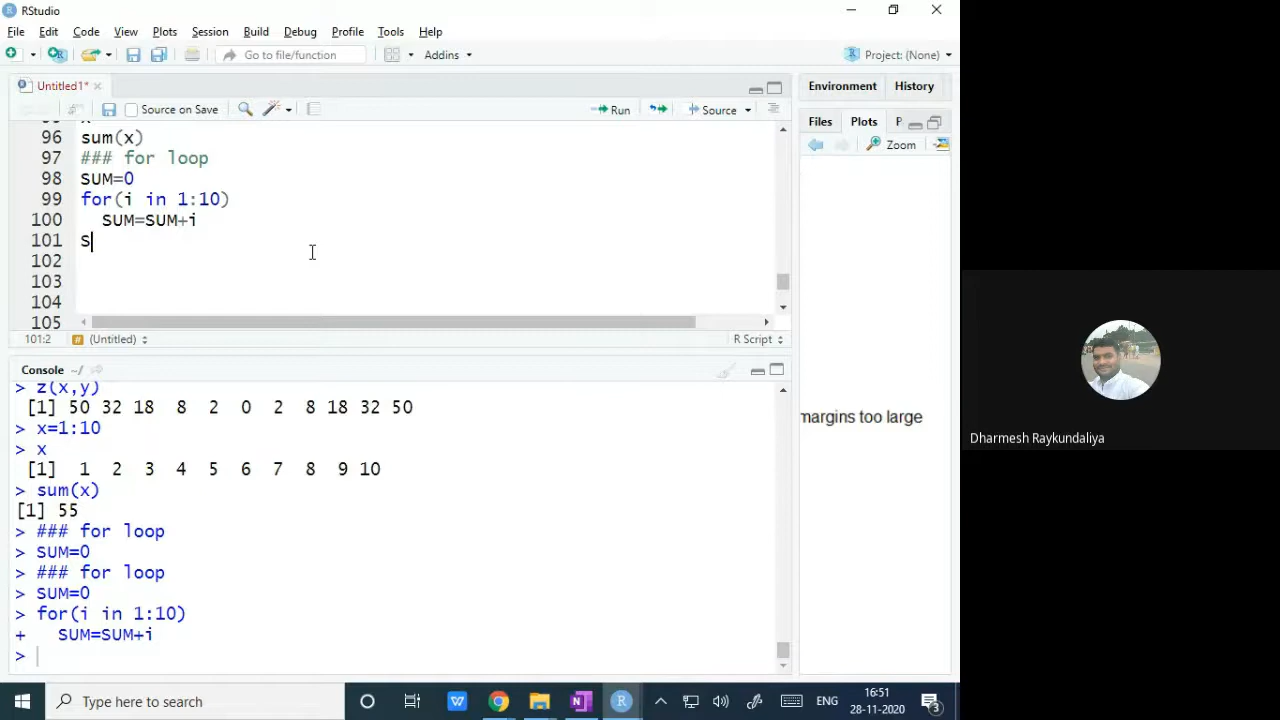 RStudio
File Edit Code View Plots Session Build Debug Profile Tools Help
Go to file/function Addins Project: (None)
Untitled1*
Source on Save Run Source
96 sum(x)
97 ### for loop
98 SUM=0
99 for(i in 1:10)
100 SUM=SUM+i
101 S
102
103
104
105
101:2 (Untitled) R Script
Console ~/
> z(x,y)
[1] 50 32 18 8 2 0 2 8 18 32 50
> x=1:10
> x
[1] 1 2 3 4 5 6 7 8 9 10
> sum(x)
[1] 55
> ### for loop
> SUM=0
> ### for loop
> SUM=0
> for(i in 1:10)
+ SUM=SUM+i
>
Environment History
Files Plots P
Zoom
margins too large
Dharmesh Raykundaliya
Type here to search
ENG
16:51
28-11-2020
3